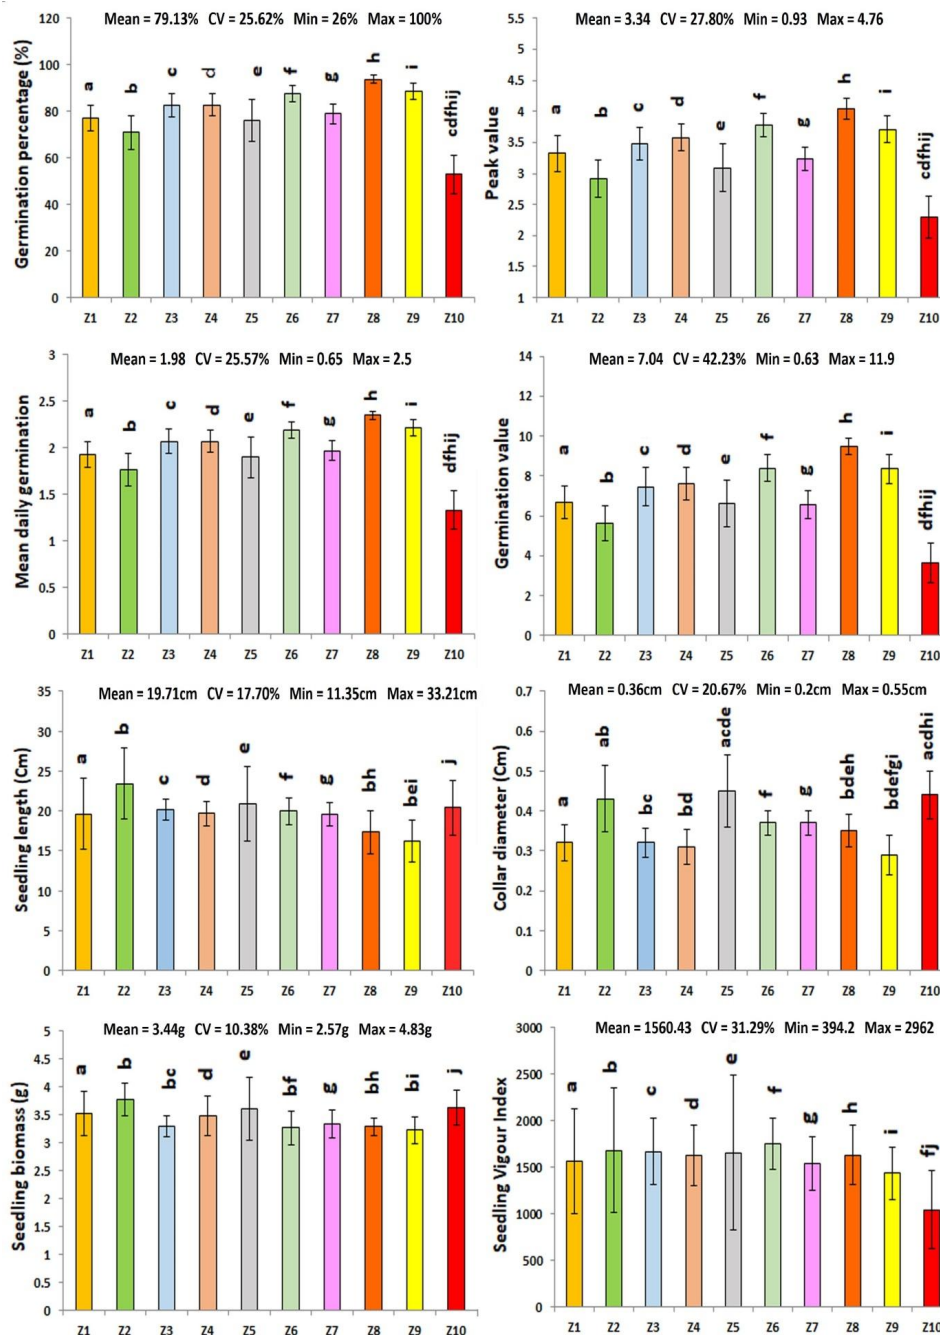 Mean = 79.13% CV = 25.62% Min = 26% Max = 100%
Germination percentage (%)
120
100
80
60
40
20
0
a
b
c
d
e
f
g
h
i
cdfhij
Z1 Z2 Z3 Z4 Z5 Z6 Z7 Z8 Z9 Z10
Mean = 3.34 CV = 27.80% Min = 0.93 Max = 4.76
Peak value
5.5
5
4.5
4
3.5
3
2.5
2
1.5
1
a
b
c
d
e
f
g
h
i
cdfhij
Z1 Z2 Z3 Z4 Z5 Z6 Z7 Z8 Z9 Z10
Mean = 1.98 CV = 25.57% Min = 0.65 Max = 2.5
Mean daily germination
3
2.5
2
1.5
1
0.5
0
a
b
c
d
e
f
g
h
i
dfhij
Z1 Z2 Z3 Z4 Z5 Z6 Z7 Z8 Z9 Z10
Mean = 7.04 CV = 42.23% Min = 0.63 Max = 11.9
Germination value
14
12
10
8
6
4
2
0
a
b
c
d
e
f
g
h
i
dfhij
Z1 Z2 Z3 Z4 Z5 Z6 Z7 Z8 Z9 Z10
Mean = 19.71cm CV = 17.70% Min = 11.35cm Max = 33.21cm
Seedling length (Cm)
35
30
25
20
15
10
5
0
a
b
c
d
e
f
g
bh
bei
j
Z1 Z2 Z3 Z4 Z5 Z6 Z7 Z8 Z9 Z10
Mean = 0.36cm CV = 20.67% Min = 0.2cm Max = 0.55cm
Collar diameter (Cm)
0.7
0.6
0.5
0.4
0.3
0.2
0.1
0
a
ab
bc
bd
acde
f
g
bdeh
bdefgi
acdhi
Z1 Z2 Z3 Z4 Z5 Z6 Z7 Z8 Z9 Z10
Mean = 3.44g CV = 10.38% Min = 2.57g Max = 4.83g
Seedling biomass (g)
5
4.5
4
3.5
3
2.5
2
1.5
1
0.5
0
a
b
bc
d
e
bf
g
bh
bi
j
Z1 Z2 Z3 Z4 Z5 Z6 Z7 Z8 Z9 Z10
Mean = 1560.43 CV = 31.29% Min = 394.2 Max = 2962
Seedling Vigour Index
3000
2500
2000
1500
1000
500
0
a
b
c
d
e
f
g
h
i
fj
Z1 Z2 Z3 Z4 Z5 Z6 Z7 Z8 Z9 Z10